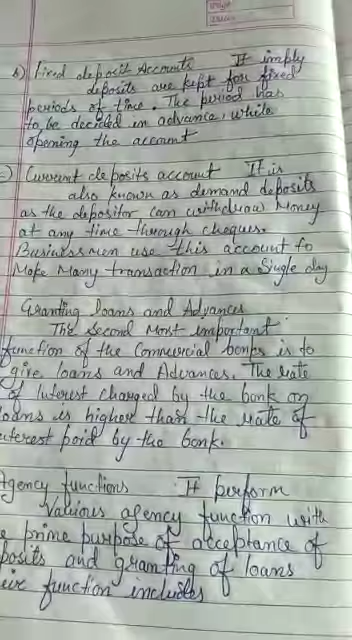 b) Fixed deposit Accounts It imply
deposits are kept for fixed
periods of time. The period has
to be decided in advance, while
opening the account
c) Current deposits account It is
also known as demand deposits
as the depositor can withdraw Money
at any time through cheques.
Businessmen use this account to
Make Many transaction in a Single day
Granting loans and Advances
The second most important
function of the Commercial banks is to
give loans and Advances. The rate
of Interest charged by the bank on
loans is higher than the rate of
nterest paid by the bank.
Agency functions It perform
Various agency function with
e prime purpose of acceptance of
posits and granting of loans
function includes